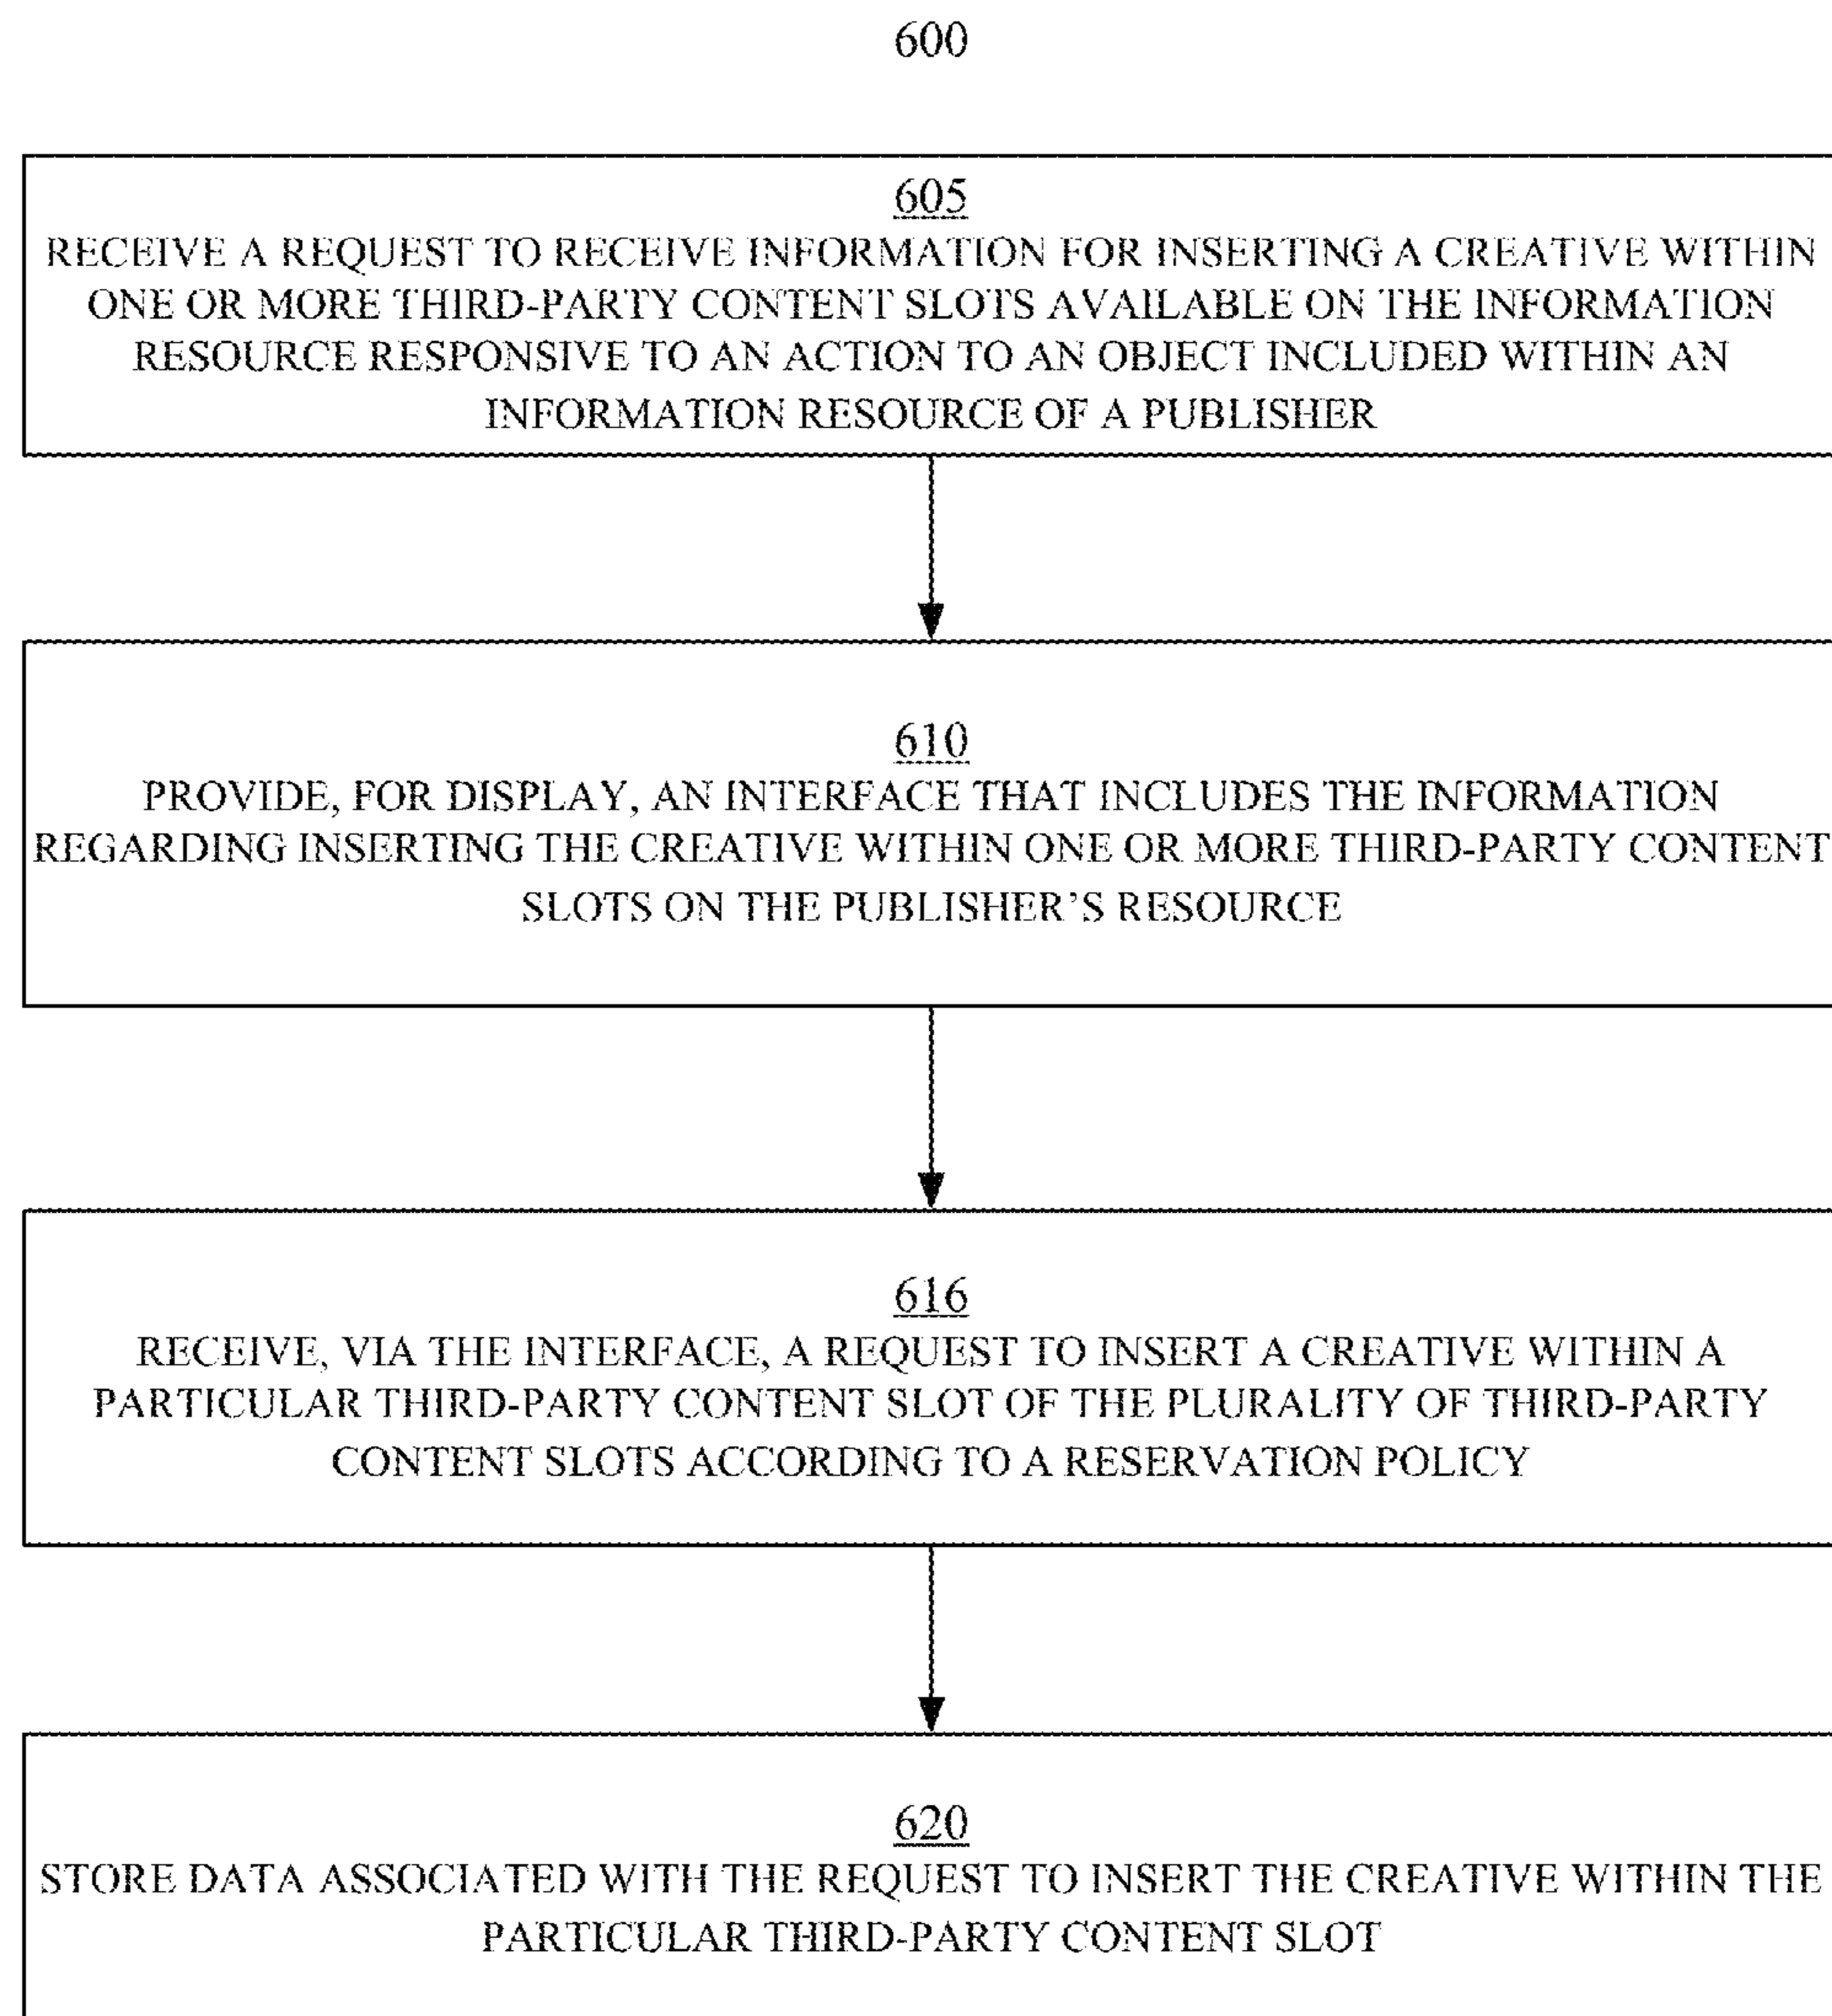 600
605
RECEIVE A REQUEST TO RECEIVE INFORMATION FOR INSERTING A CREATIVE WITHIN
ONE OR MORE THIRD-PARTY CONTENT SLOTS AVAILABLE ON THE INFORMATION
RESOURCE RESPONSIVE TO AN ACTION TO AN OBJECT INCLUDED WITHIN AN
INFORMATION RESOURCE OF A PUBLISHER
610
PROVIDE, FOR DISPLAY, AN INTERFACE THAT INCLUDES THE INFORMATION
REGARDING INSERTING THE CREATIVE WITHIN ONE OR MORE THIRD-PARTY CONTENT
SLOTS ON THE PUBLISHER’S RESOURCE
616
RECEIVE, VIA THE INTERFACE, A REQUEST TO INSERT A CREATIVE WITHIN A
PARTICULAR THIRD-PARTY CONTENT SLOT OF THE PLURALITY OF THIRD-PARTY
CONTENT SLOTS ACCORDING TO A RESERVATION POLICY
620
STORE DATA ASSOCIATED WITH THE REQUEST TO INSERT THE CREATIVE WITHIN THE
PARTICULAR THIRD-PARTY CONTENT SLOT